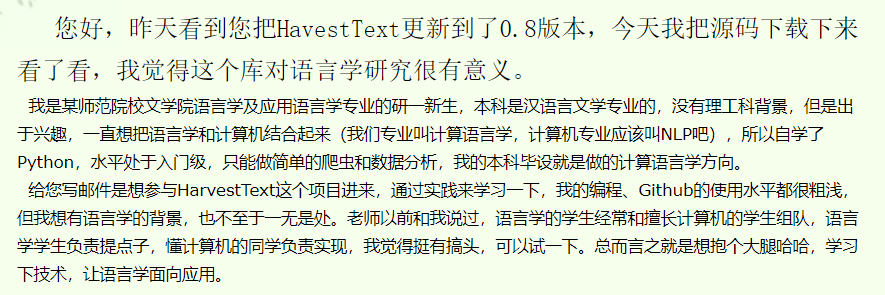 您好，昨天看到您把HavestText更新到了0.8版本，今天我把源码下载下来
看了看，我觉得这个库对语言学研究很有意义。
我是某师范院校文学院语言学及应用语言学专业的研一新生，本科是汉语言文学专业的，没有理工科背景，但是出
于兴趣，一直想把语言学和计算机结合起来（我们专业叫计算语言学，计算机专业应该叫NLP吧），所以自学了
Python，水平处于入门级，只能做简单的爬虫和数据分析，我的本科毕设就是做的计算语言学方向。
给您写邮件是想参与HarvestText这个项目进来，通过实践来学习一下，我的编程、Github的使用水平都很粗浅，
但我想有语言学的背景，也不至于一无是处。老师以前和我说过，语言学的学生经常和擅长计算机的学生组队，语言
学学生负责提点子，懂计算机的同学负责实现，我觉得挺有搞头，可以试一下。总而言之就是想抱个大腿哈哈，学习
下技术，让语言学面向应用。